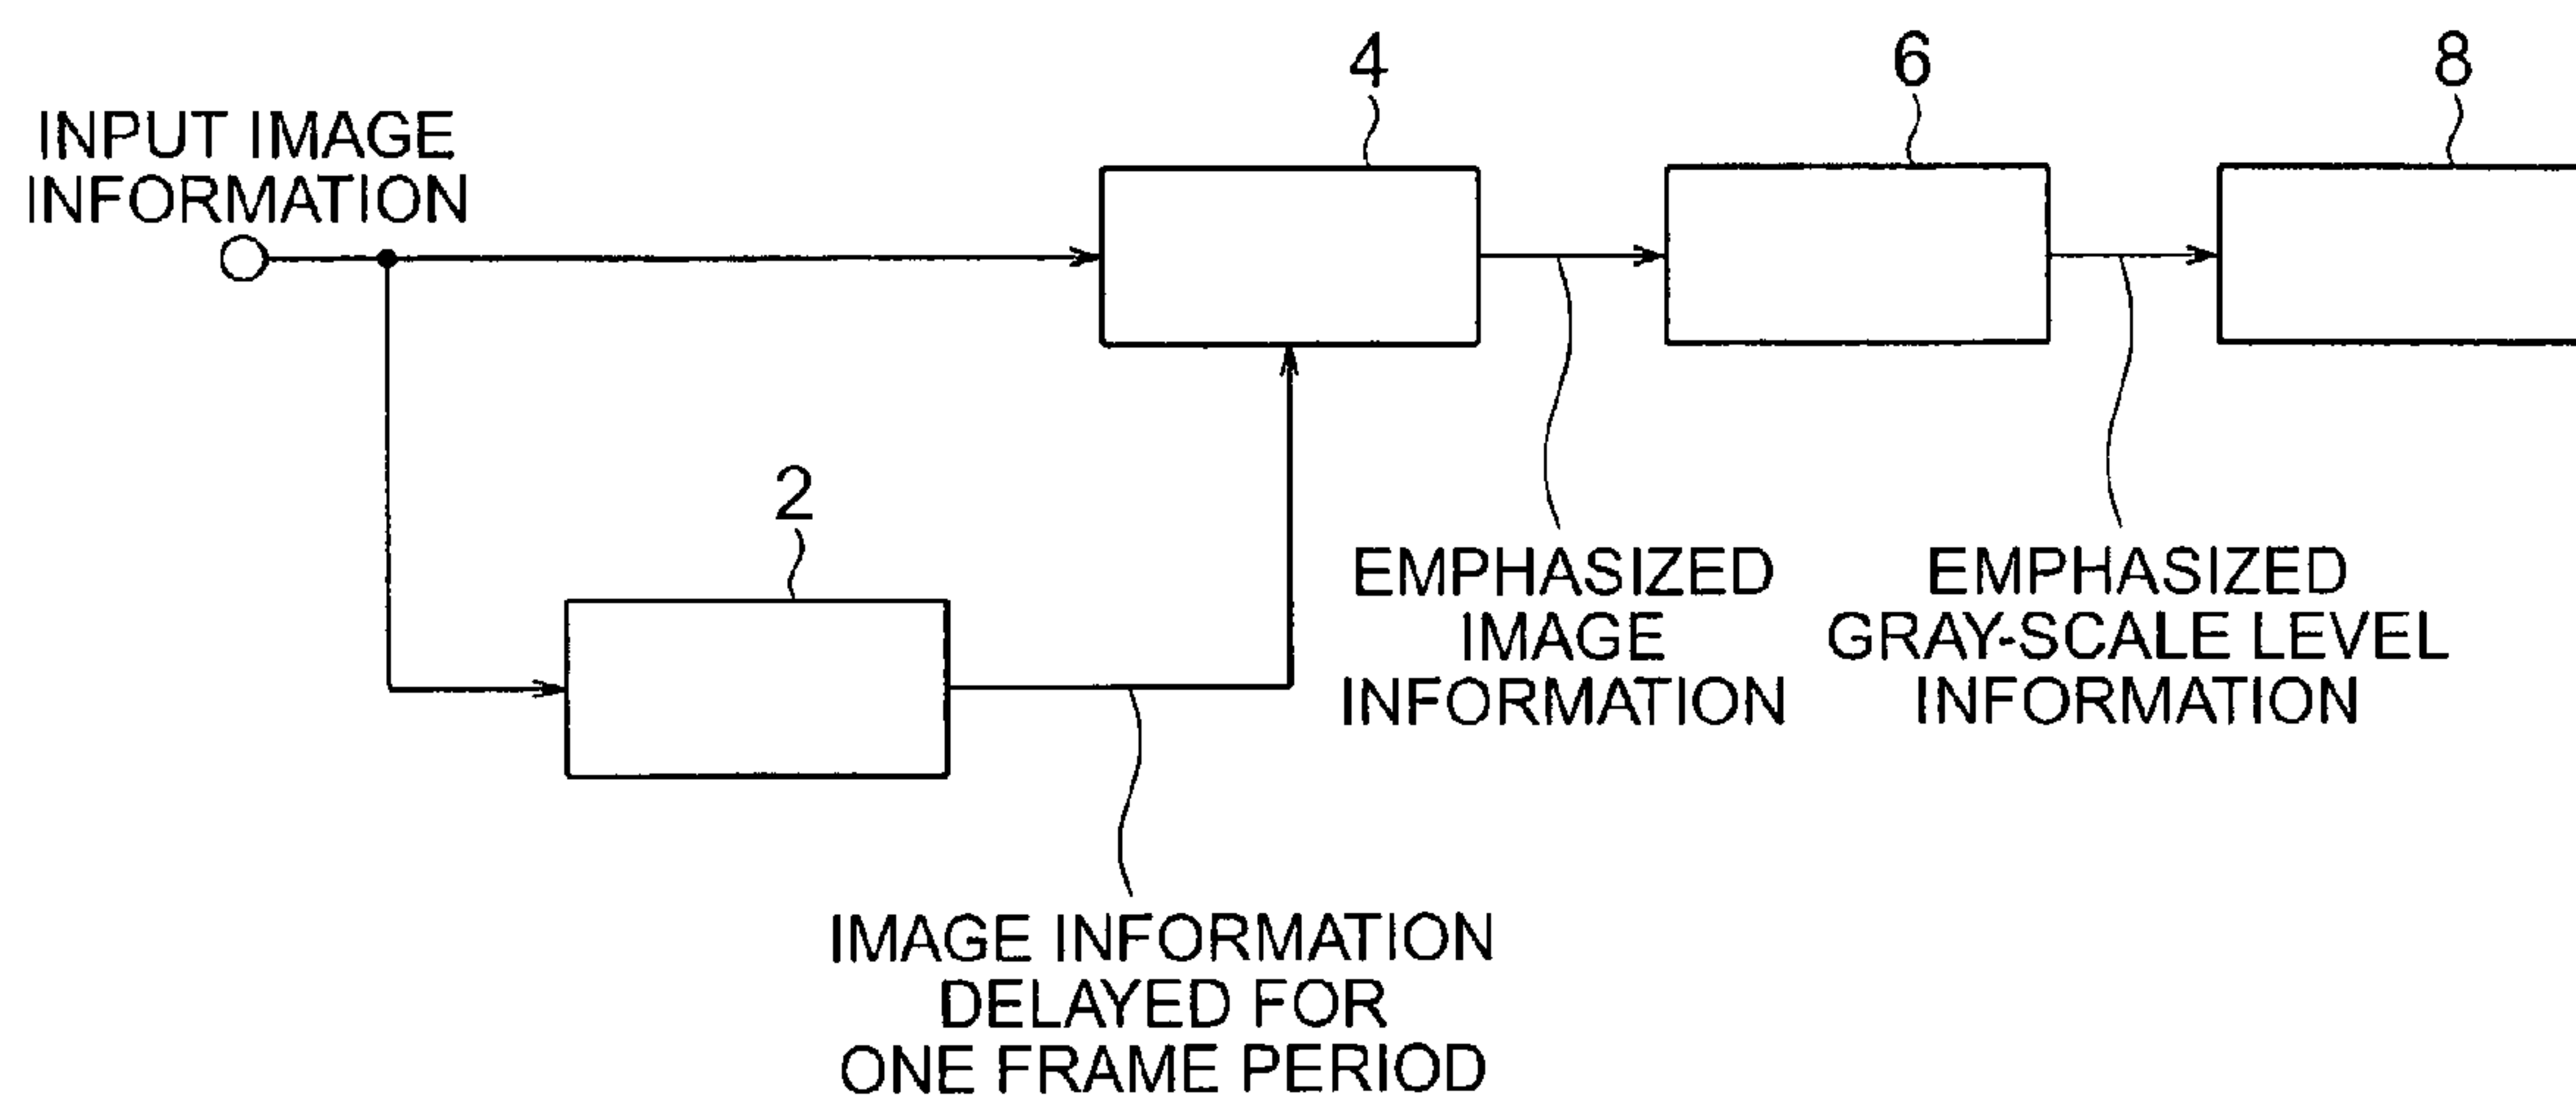 4
6
8
INPUT IMAGE
INFORMATION
2
EMPHASIZED
IMAGE
INFORMATION
EMPHASIZED
GRAY-SCALE LEVEL
INFORMATION
IMAGE INFORMATION
DELAYED FOR
ONE FRAME PERIOD